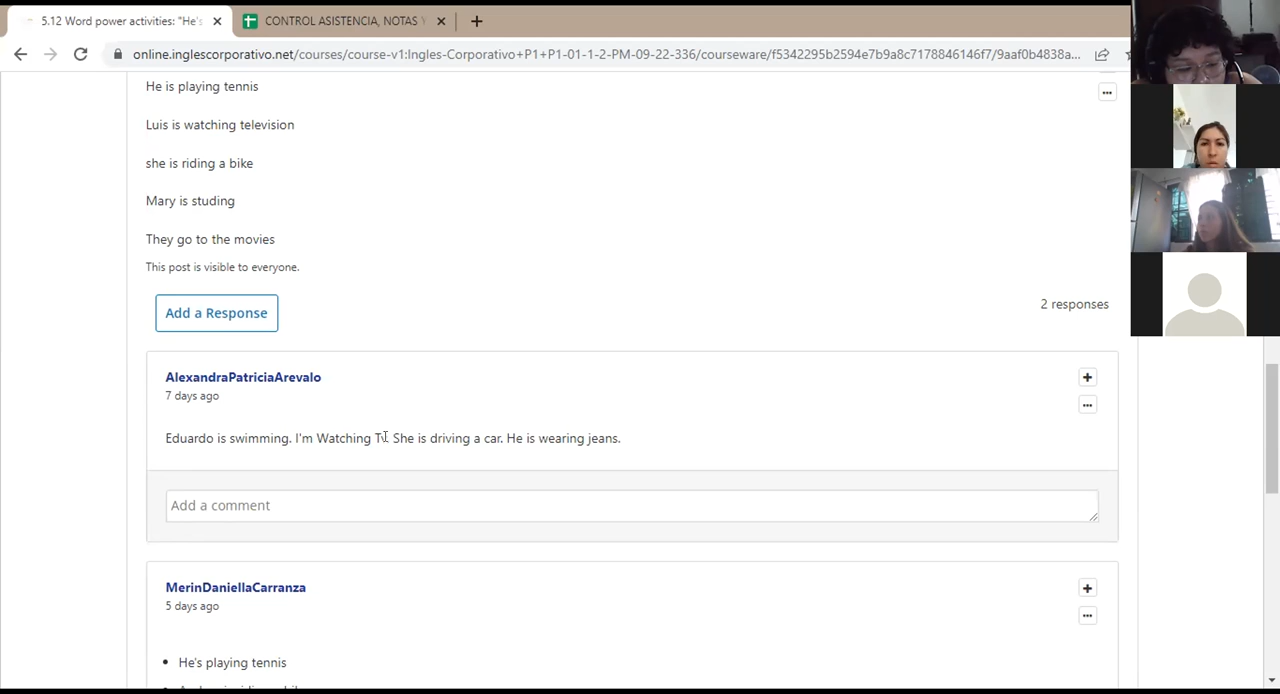 5.12 Word power activities: "He's
CONTROL ASISTENCIA, NOTAS Y
online.inglescorporativo.net/courses/course-v1:Ingles-Corporativo+P1+P1-01-1-2-PM-09-22-336/courseware/f5342295b2594e7b9a8c7178846146f7/9aaf0b4838a...
He is playing tennis
Luis is watching television
she is riding a bike
Mary is studing
They go to the movies
This post is visible to everyone.
Add a Response
2 responses
AlexandraPatriciaArevalo
7 days ago
Eduardo is swimming. I'm Watching TV. She is driving a car. He is wearing jeans.
Add a comment
MerinDaniellaCarranza
5 days ago
He's playing tennis